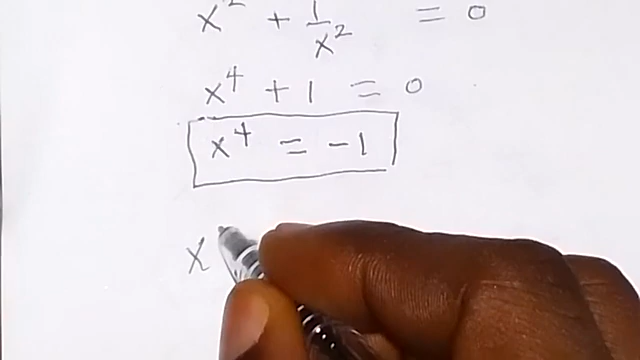 x² + 1/x² = 0
x⁴ + 1 = 0
x⁴ = -1
x